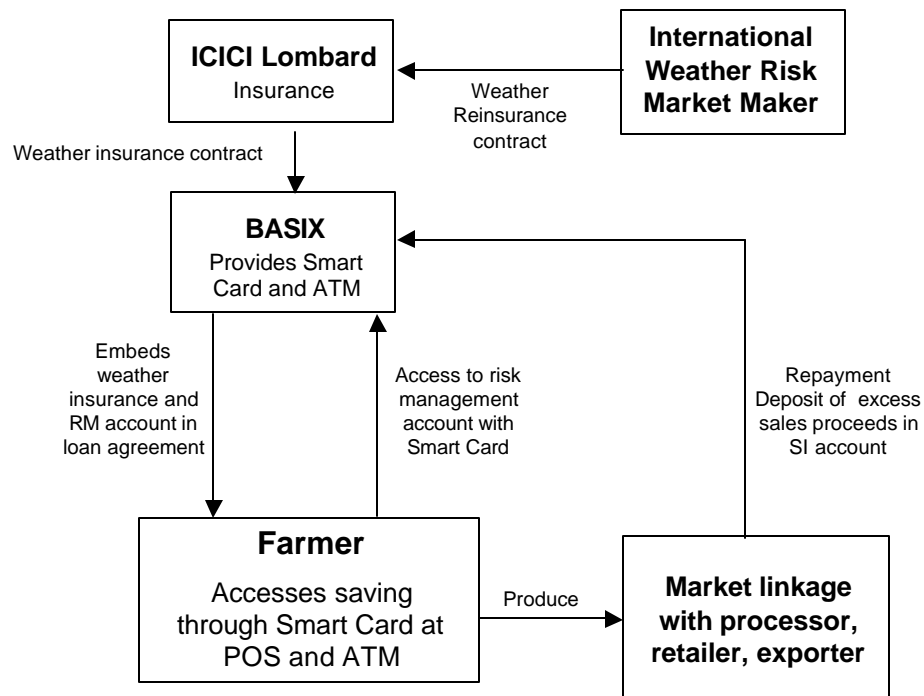 ICICI Lombard
Insurance
International
Weather Risk
Market Maker
Weather
Reinsurance
contract
Weather insurance contract
BASIX
Provides Smart
Card and ATM
Embeds
weather
insurance and
RM account in
loan agreement
Access to risk
management
account with
Smart Card
Repayment
Deposit of excess
sales proceeds in
SI account
Farmer
Accesses saving
through Smart Card at
POS and ATM
Produce
Market linkage
with processor,
retailer, exporter